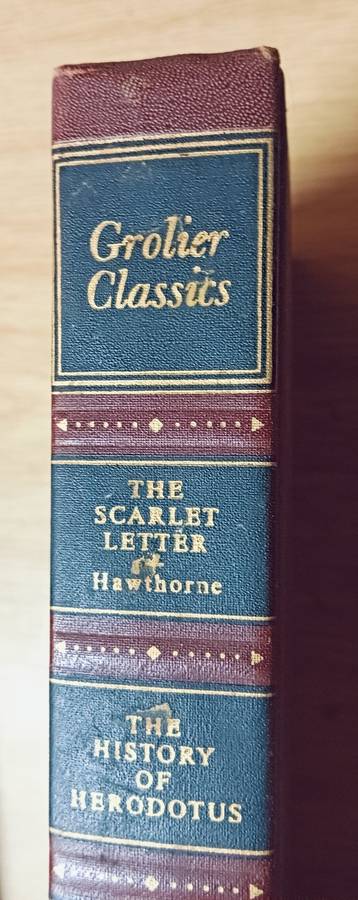 Grolier
Classics
THE
SCARLET
LETTER
Hawthorne
THE
HISTORY
OF
HERODOTUS